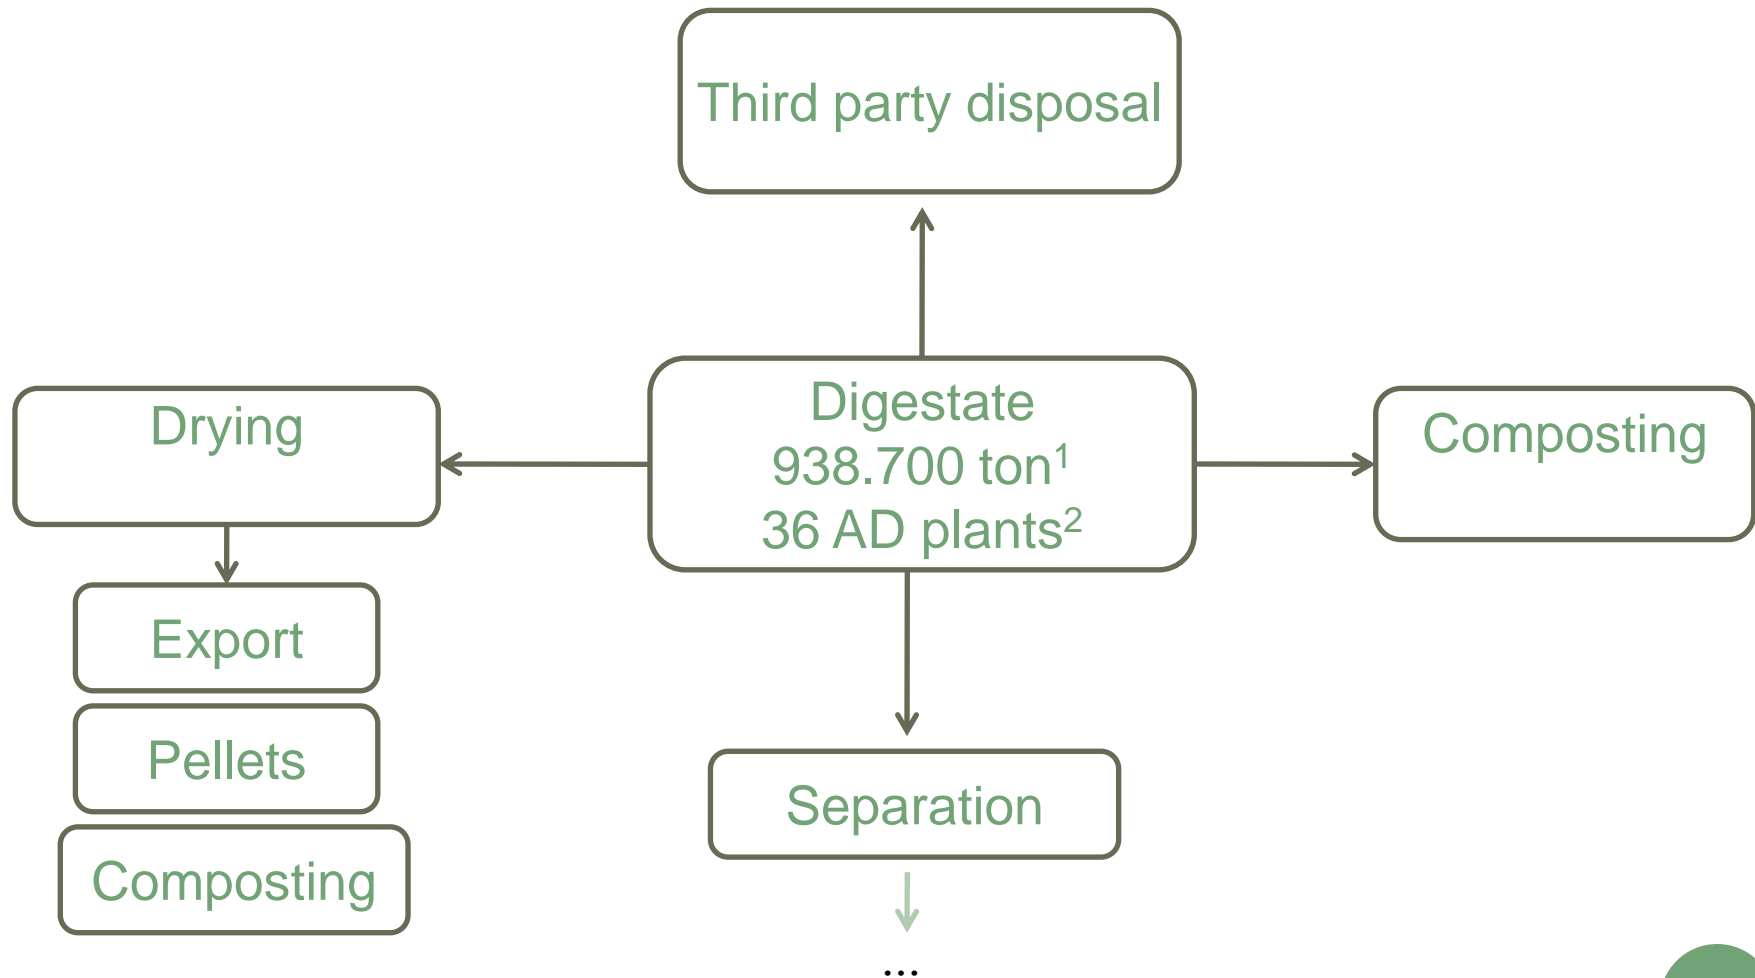 Third party disposal
Digestate
938.700 ton¹
36 AD plants²
Drying
Composting
Export
Pellets
Composting
Separation
...